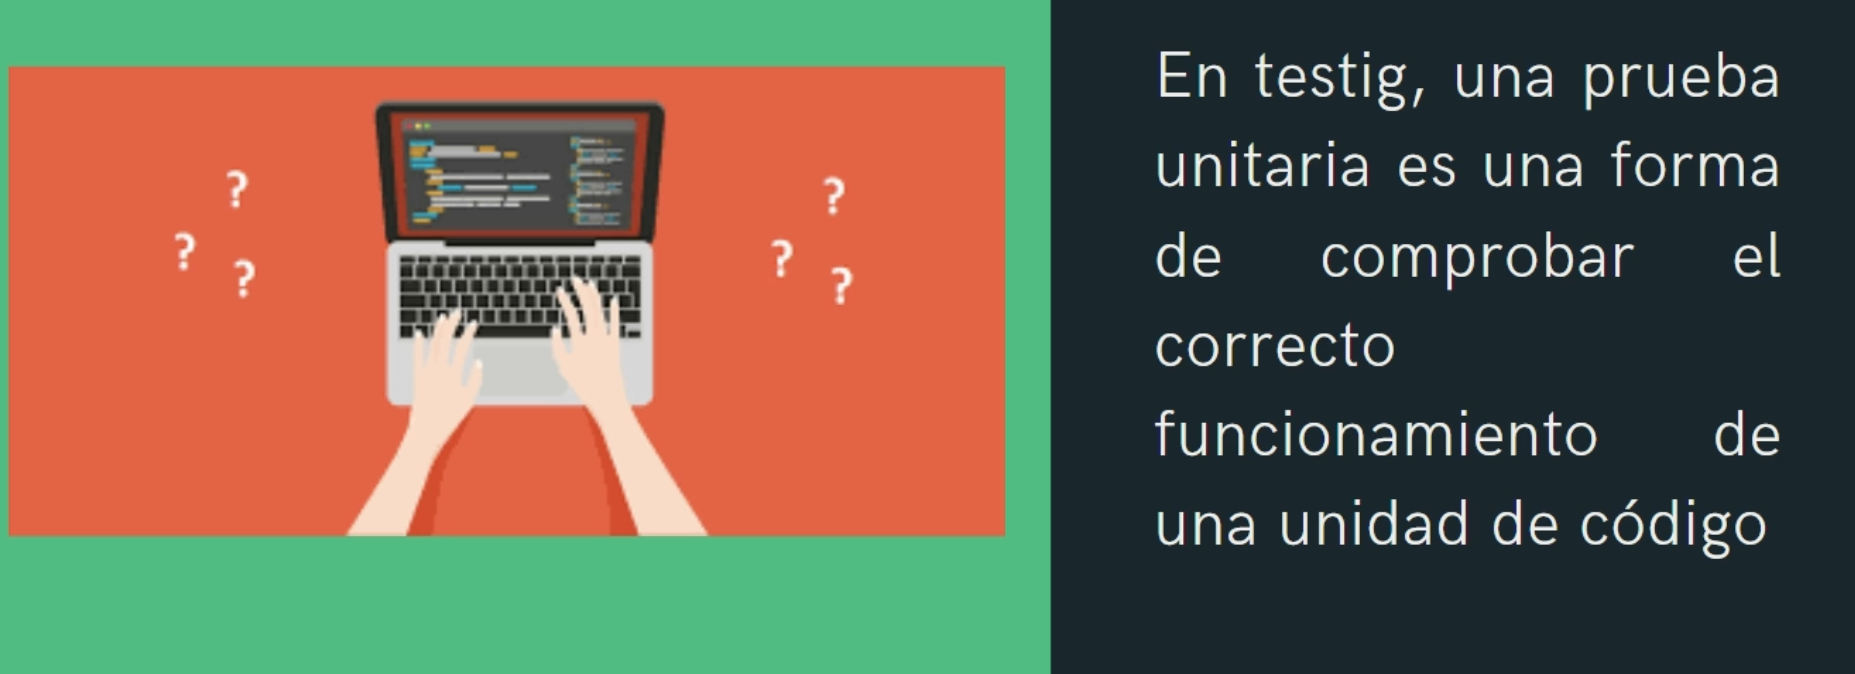 ? ? ? ? ? ?
En testig, una prueba
unitaria es una forma
de comprobar el
correcto
funcionamiento de
una unidad de código